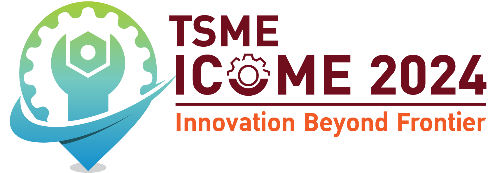 TSME
ICOME 2024
Innovation Beyond Frontier